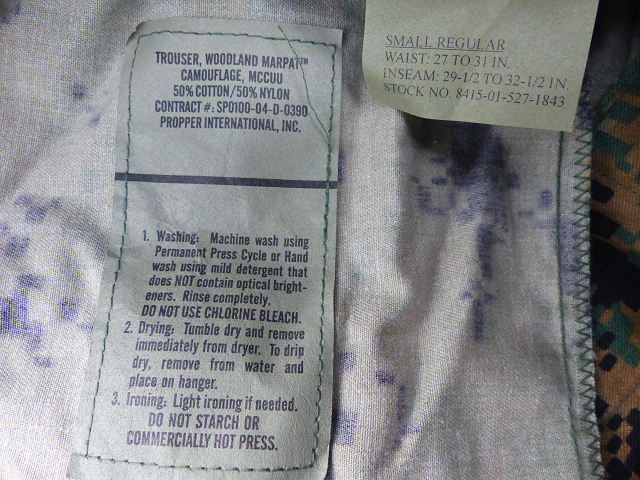 TROUSER, WOODLAND MARPAT™
CAMOUFLAGE, MCCUU
50% COTTON/50% NYLON
CONTRACT #: SPO100-04-D-0390
PROPPER INTERNATIONAL, INC.
1. Washing: Machine wash using
Permanent Press Cycle or Hand
wash using mild detergent that
does NOT contain optical bright-
eners. Rinse completely.
DO NOT USE CHLORINE BLEACH.
2. Drying: Tumble dry and remove
immediately from dryer. To drip
dry, remove from water and
place on hanger.
3. Ironing: Light ironing if needed.
DO NOT STARCH OR
COMMERCIALLY HOT PRESS.
SMALL REGULAR
WAIST: 27 TO 31 IN.
INSEAM: 29-1/2 TO 32-1/2 IN.
STOCK NO. 8415-01-527-1843